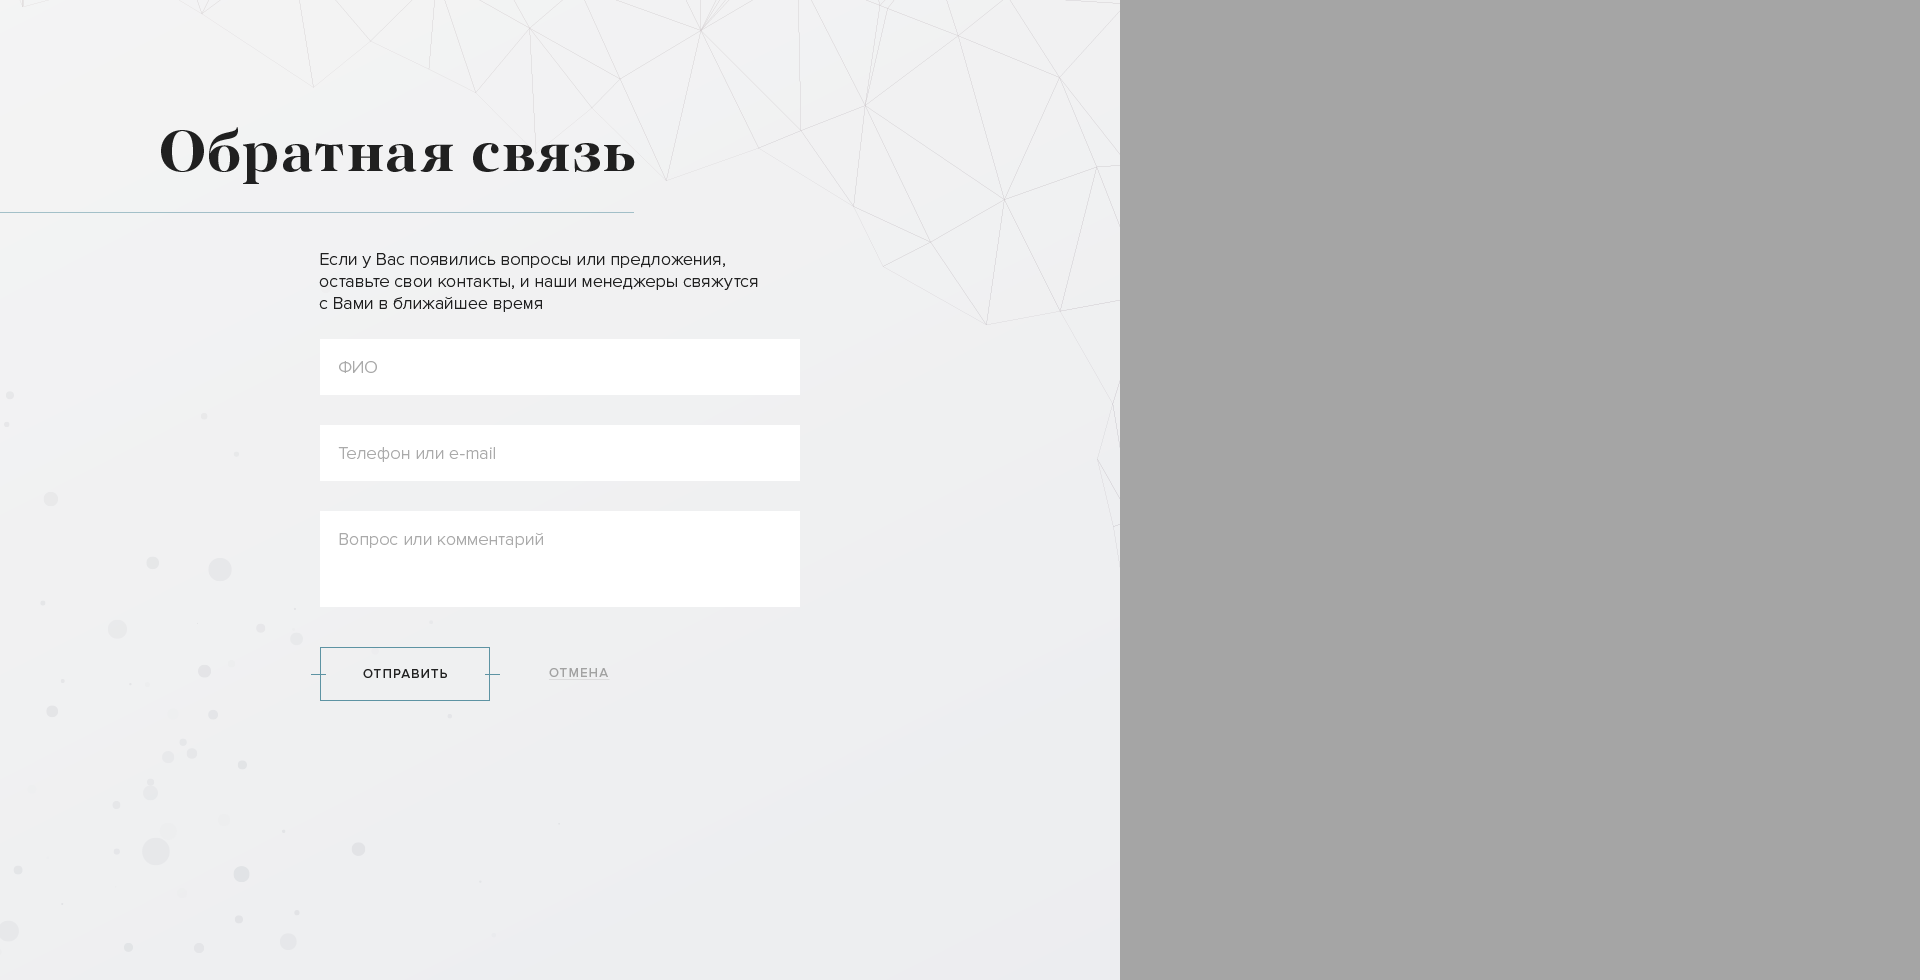 Обратная связь
Если у Вас появились вопросы или предложения,
оставьте свои контакты, и наши менеджеры свяжутся
с Вами в ближайшее время
ФИО
Телефон или e-mail
Вопрос или комментарий
ОТПРАВИТЬ ОТМЕНА